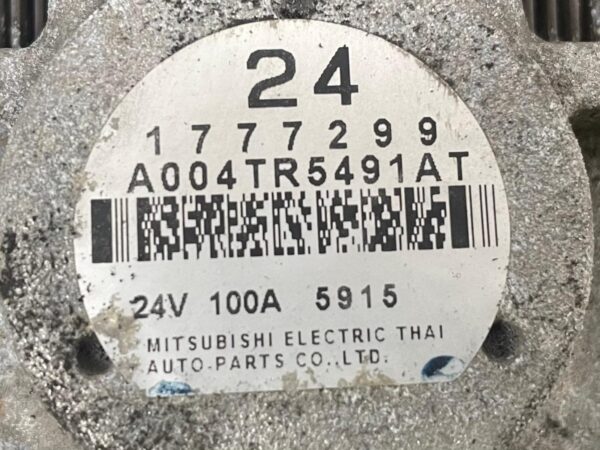 24
1777299
A004TR5491AT
24V 100A 5915
MITSUBISHI ELECTRIC THAI
AUTO-PARTS CO.,LTD.